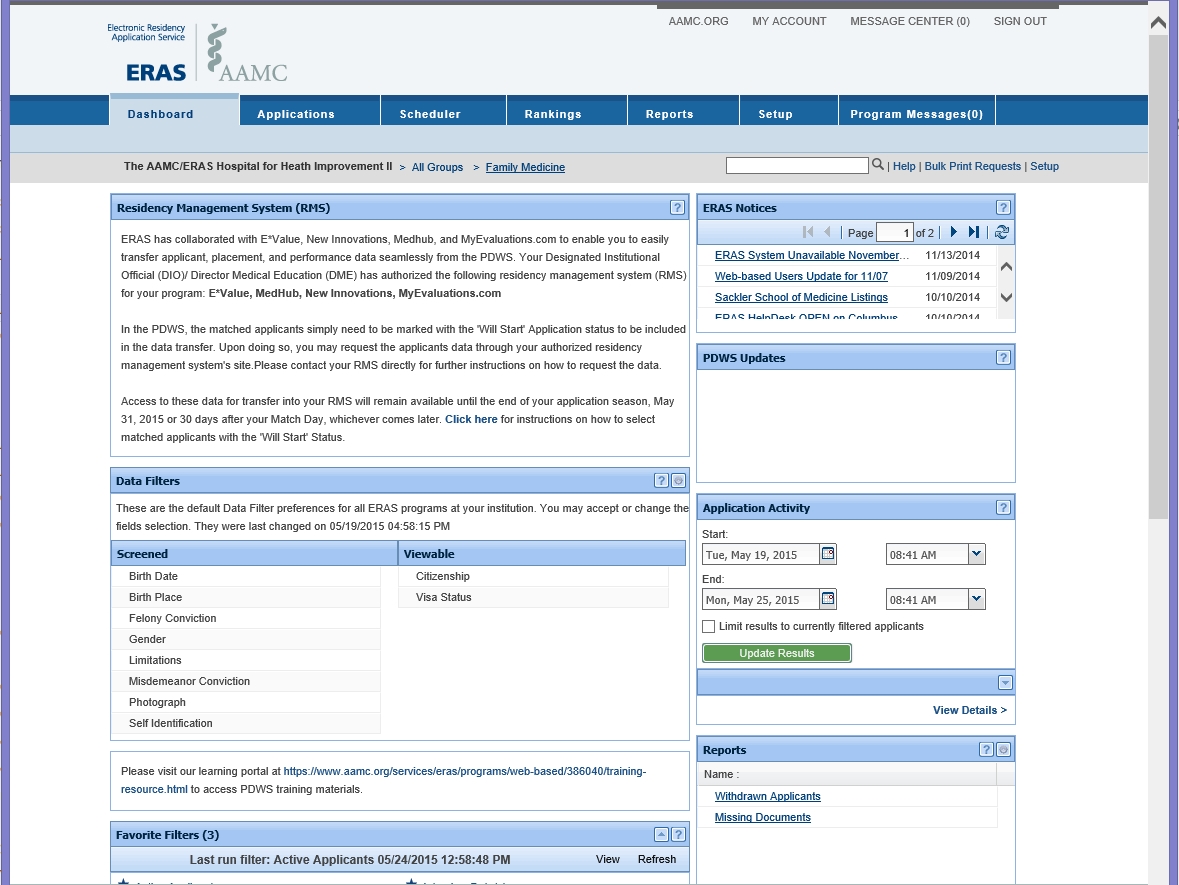 AAMC.ORG MY ACCOUNT MESSAGE CENTER (0) SIGN OUT
Electronic Residency
Application Service
ERAS
AAMC
Dashboard Applications Scheduler Rankings Reports Setup Program Messages(0)
The AAMC/ERAS Hospital for Heath Improvement II > All Groups > Family Medicine
| Help | Bulk Print Requests | Setup
Residency Management System (RMS) ?
ERAS has collaborated with E*Value, New Innovations, Medhub, and MyEvaluations.com to enable you to easily
transfer applicant, placement, and performance data seamlessly from the PDWS. Your Designated Institutional
Official (DIO)/ Director Medical Education (DME) has authorized the following residency management system (RMS)
for your program: E*Value, MedHub, New Innovations, MyEvaluations.com
In the PDWS, the matched applicants simply need to be marked with the 'Will Start' Application status to be included
in the data transfer. Upon doing so, you may request the applicants data through your authorized residency
management system's site.Please contact your RMS directly for further instructions on how to request the data.
Access to these data for transfer into your RMS will remain available until the end of your application season, May
31, 2015 or 30 days after your Match Day, whichever comes later. Click here for instructions on how to select
matched applicants with the 'Will Start' Status.
Data Filters ?
These are the default Data Filter preferences for all ERAS programs at your institution. You may accept or change the
fields selection. They were last changed on 05/19/2015 04:58:15 PM
Screened Viewable
Birth Date Citizenship
Birth Place Visa Status
Felony Conviction
Gender
Limitations
Misdemeanor Conviction
Photograph
Self Identification
Please visit our learning portal at https://www.aamc.org/services/eras/programs/web-based/386040/training-
resource.html to access PDWS training materials.
Favorite Filters (3) ?
Last run filter: Active Applicants 05/24/2015 12:58:48 PM View Refresh
ERAS Notices ?
Page 1 of 2
ERAS System Unavailable November... 11/13/2014
Web-based Users Update for 11/07 11/09/2014
Sackler School of Medicine Listings 10/10/2014
ERAS HelpDesk OPEN on Columbus 10/10/2014
PDWS Updates ?
Application Activity ?
Start:
Tue, May 19, 2015 08:41 AM
End:
Mon, May 25, 2015 08:41 AM
Limit results to currently filtered applicants
Update Results
View Details >
Reports ?
Name :
Withdrawn Applicants
Missing Documents